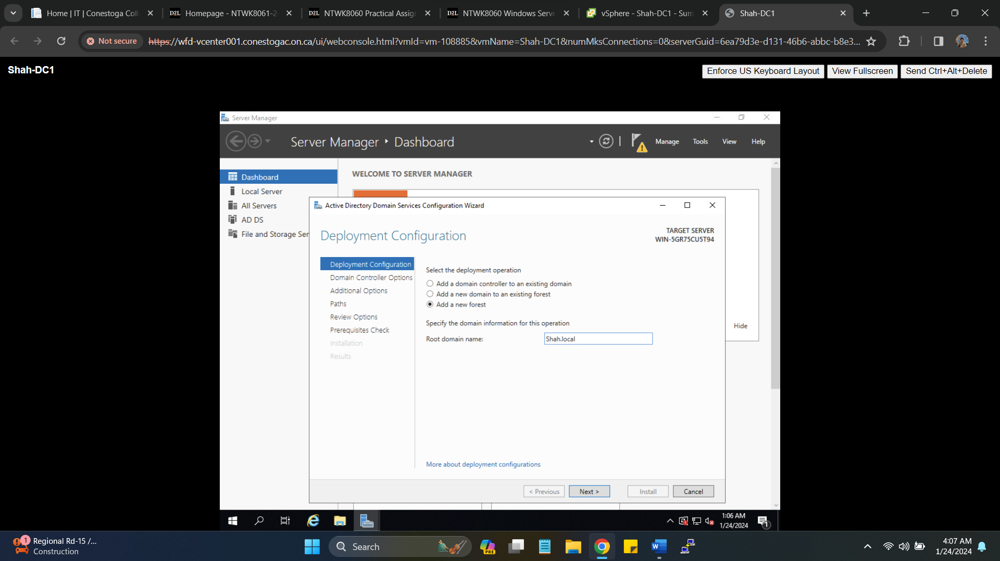 Home | IT | Conestoga Coll
Homepage - NTWK8061-2
NTWK8060 Practical Assig
NTWK8060 Windows Serve
vSphere - Shah-DC1 - Sum
Shah-DC1
Not secure
https://wfd-vcenter001.conestogac.on.ca/ui/webconsole.html?vmId=vm-108885&vmName=Shah-DC1&numMksConnections=0&serverGuid=6ea79d3e-d131-46b6-abbc-b8e3...
Shah-DC1
Enforce US Keyboard Layout
View Fullscreen
Send Ctrl+Alt+Delete
Server Manager
Server Manager
Dashboard
Manage
Tools
View
Help
Dashboard
Local Server
All Servers
AD DS
File and Storage Ser
WELCOME TO SERVER MANAGER
Hide
Active Directory Domain Services Configuration Wizard
Deployment Configuration
TARGET SERVER
WIN-5GR75CU5T94
Deployment Configuration
Domain Controller Options
Additional Options
Paths
Review Options
Prerequisites Check
Installation
Results
Select the deployment operation
Add a domain controller to an existing domain
Add a new domain to an existing forest
Add a new forest
Specify the domain information for this operation
Root domain name:
Shah.local
More about deployment configurations
< Previous
Next >
Install
Cancel
1:06 AM
1/24/2024
1
1
Regional Rd-15 /...
Construction
Search
PRE
4:07 AM
1/24/2024